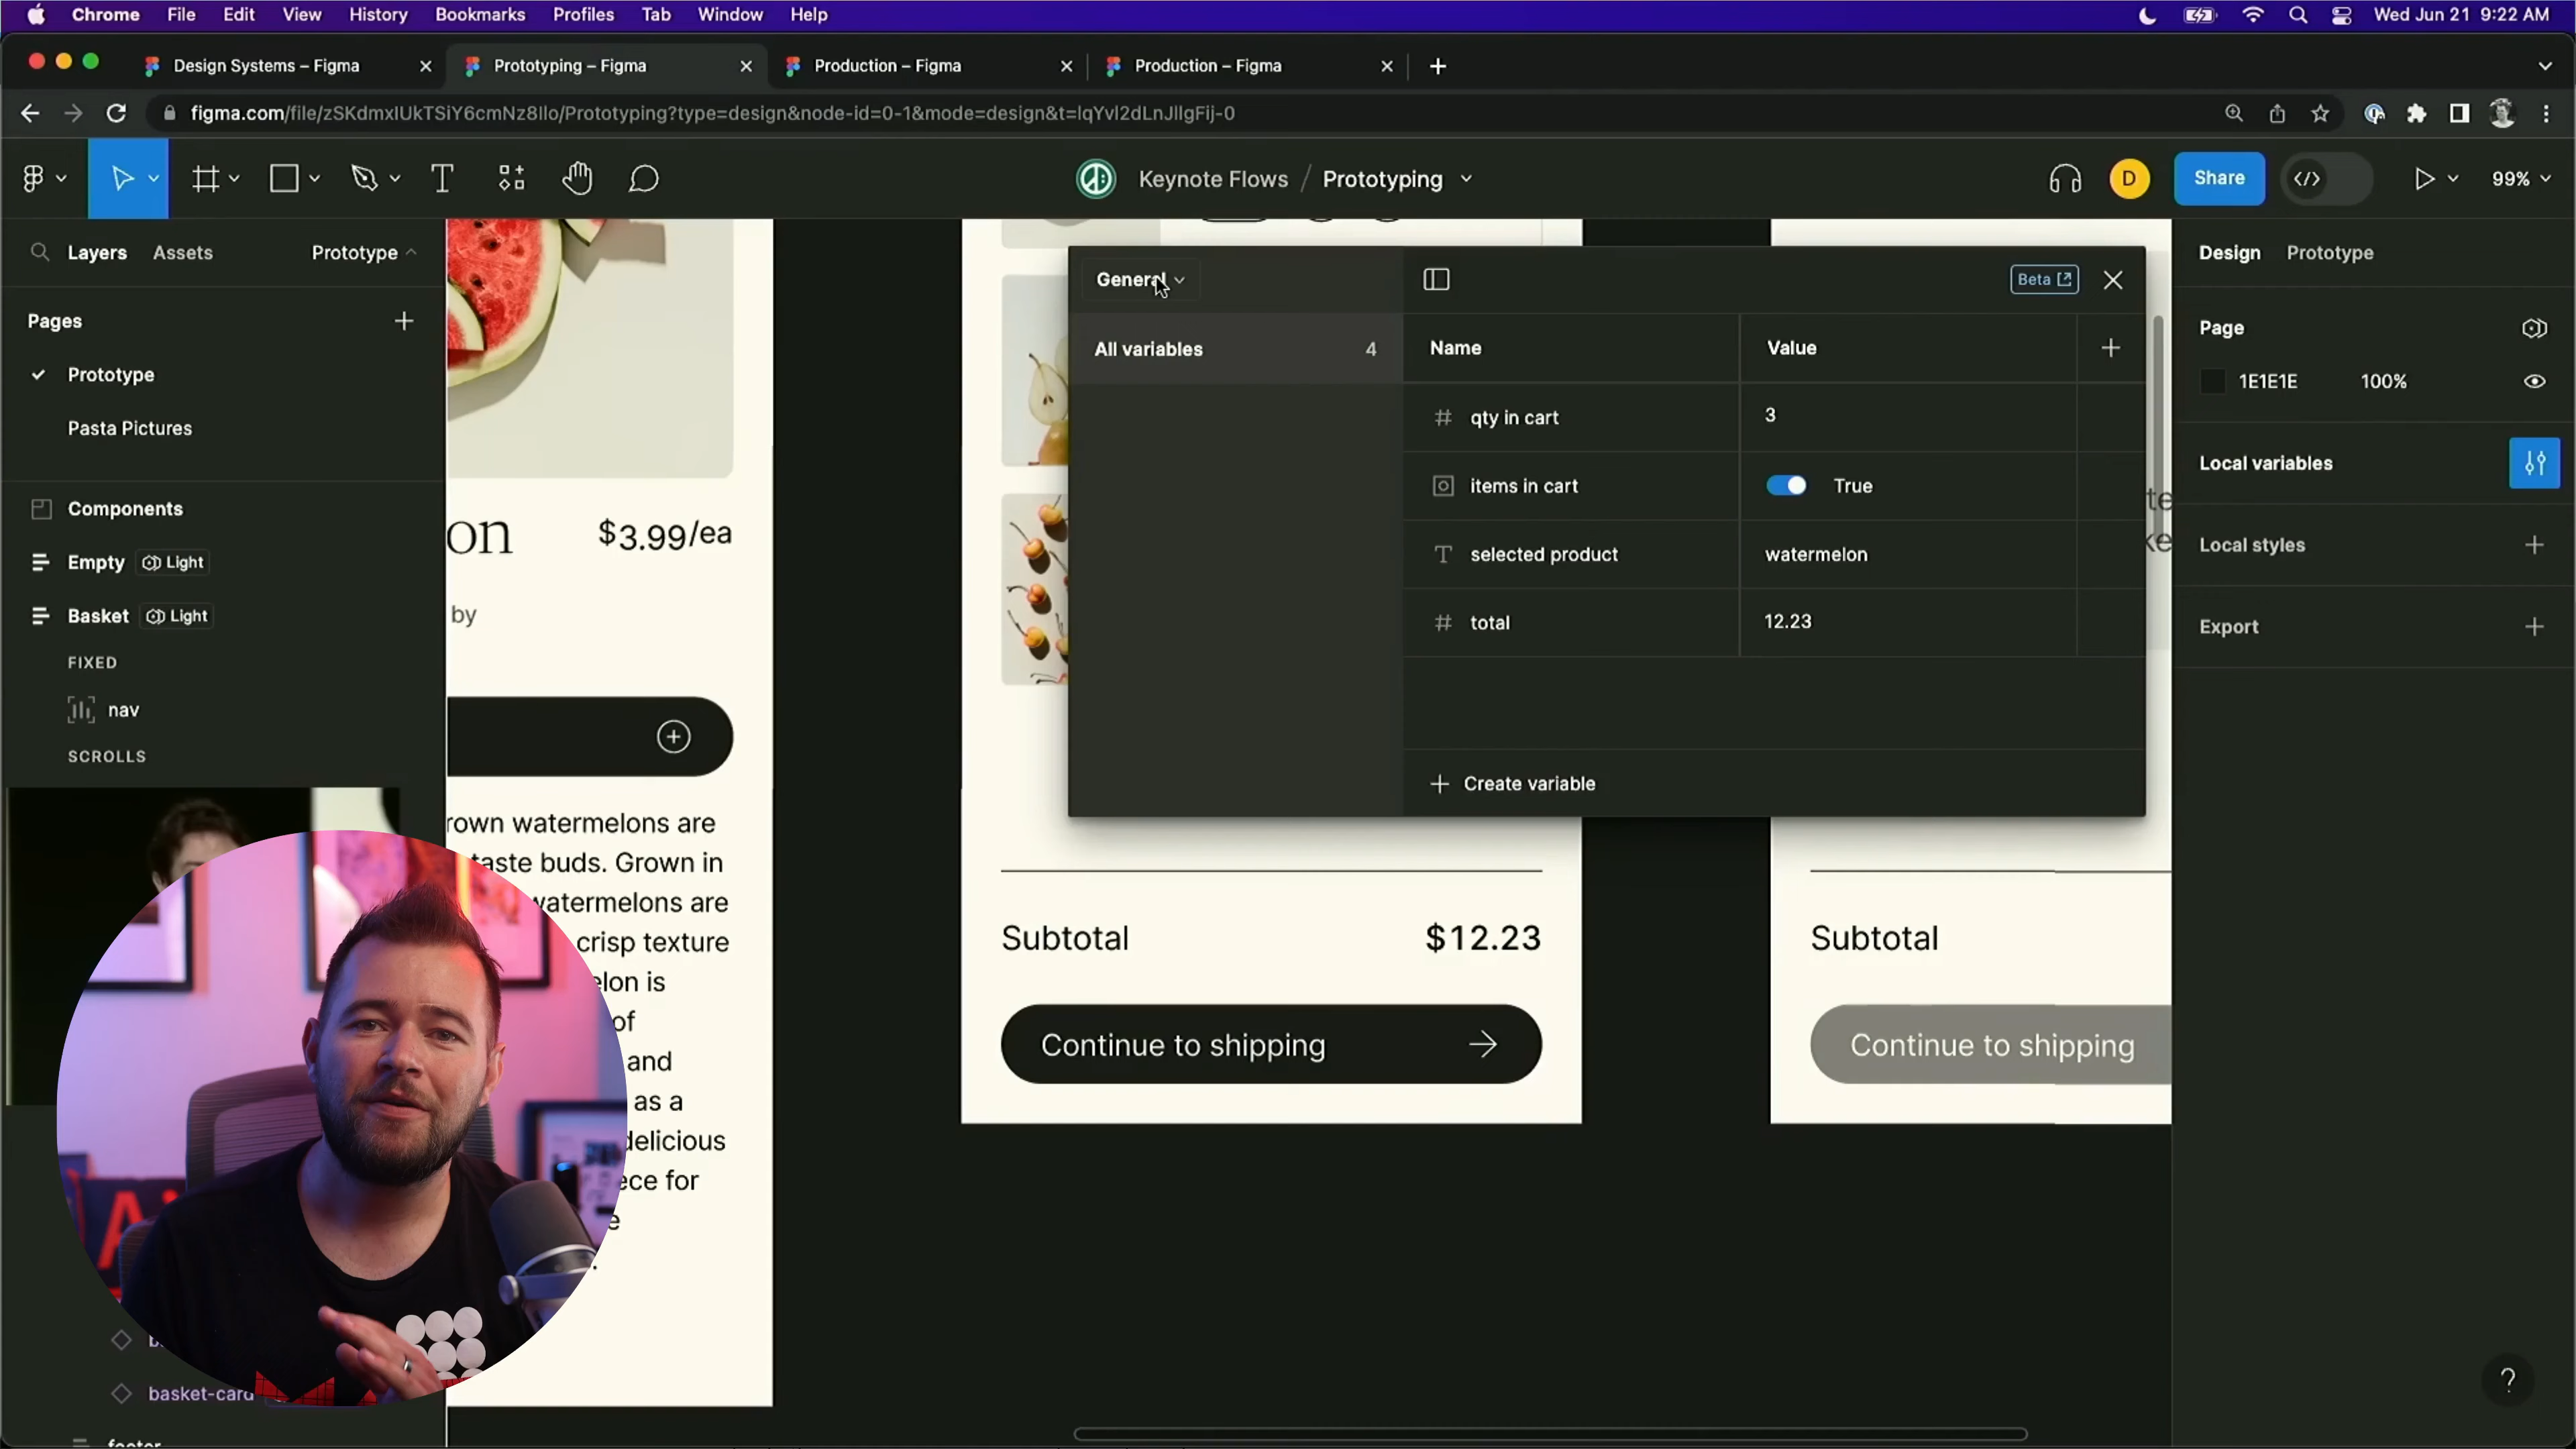 Chrome File Edit View History Bookmarks Profiles Tab Window Help Wed Jun 21 9:22 AM
Design Systems – Figma Prototyping – Figma Production – Figma Production – Figma
figma.com/file/zSKdmxIUkTSiY6cmNz8Ilo/Prototyping?type=design&node-id=0-1&mode=design&t=lqYvl2dLnJllgFij-0
Keynote Flows / Prototyping D Share 99%
Layers Assets Prototype
Pages
Prototype
Pasta Pictures
Components
Empty Light
Basket Light
FIXED
nav
SCROLLS
basket-card
footer
on $3.99/ea
by
rown watermelons are
taste buds. Grown in
watermelons are
crisp texture
elon is
of
and
as a
delicious
ece for
e
General Beta
All variables 4 Name Value
qty in cart 3
items in cart True
selected product watermelon
total 12.23
Create variable
Subtotal $12.23
Continue to shipping
Subtotal
Continue to shipping
Design Prototype
Page
1E1E1E 100%
Local variables
Local styles
Export
?